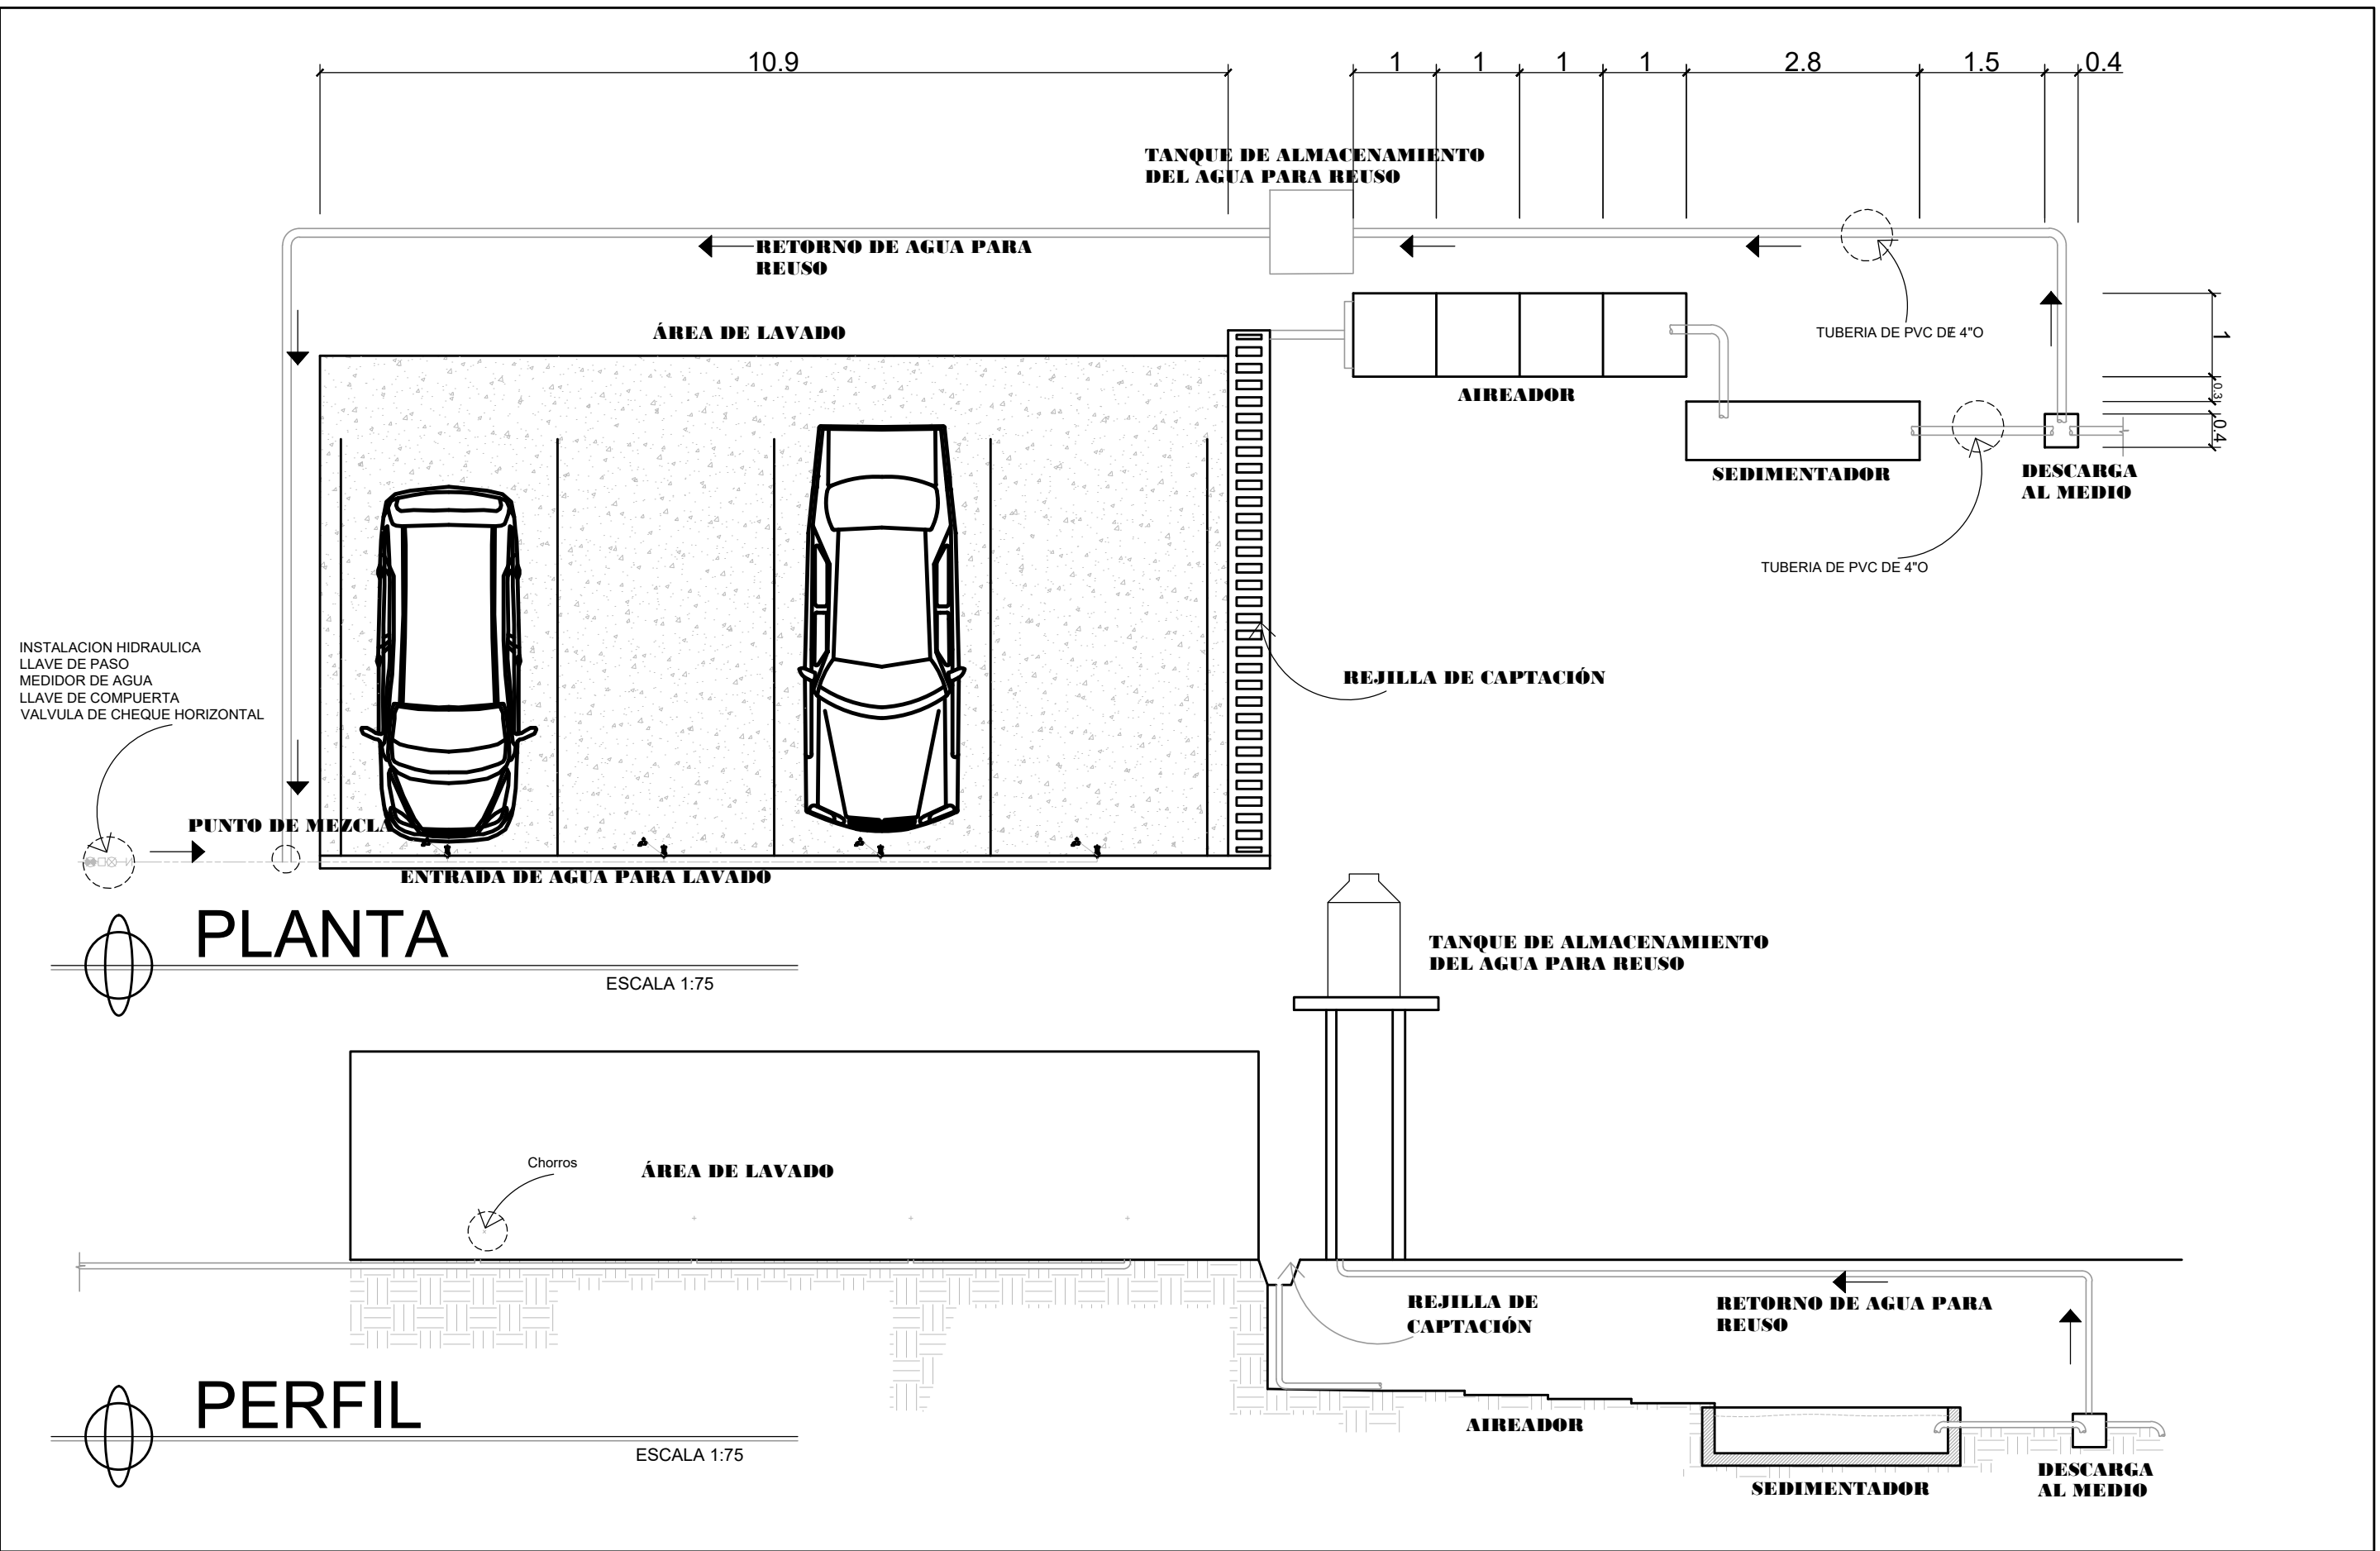 10.9
1
1
1
1
2.8
1.5
0.4
TANQUE DE ALMACENAMIENTO
DEL AGUA PARA REUSO
RETORNO DE AGUA PARA
REUSO
ÁREA DE LAVADO
TUBERIA DE PVC DE 4"O
1
0.3
0.4
AIREADOR
SEDIMENTADOR
DESCARGA
AL MEDIO
TUBERIA DE PVC DE 4"O
INSTALACION HIDRAULICA
LLAVE DE PASO
MEDIDOR DE AGUA
LLAVE DE COMPUERTA
VALVULA DE CHEQUE HORIZONTAL
REJILLA DE CAPTACIÓN
PUNTO DE MEZCLA
ENTRADA DE AGUA PARA LAVADO
PLANTA
ESCALA 1:75
TANQUE DE ALMACENAMIENTO
DEL AGUA PARA REUSO
Chorros
ÁREA DE LAVADO
REJILLA DE
CAPTACIÓN
RETORNO DE AGUA PARA
REUSO
PERFIL
ESCALA 1:75
AIREADOR
SEDIMENTADOR
DESCARGA
AL MEDIO